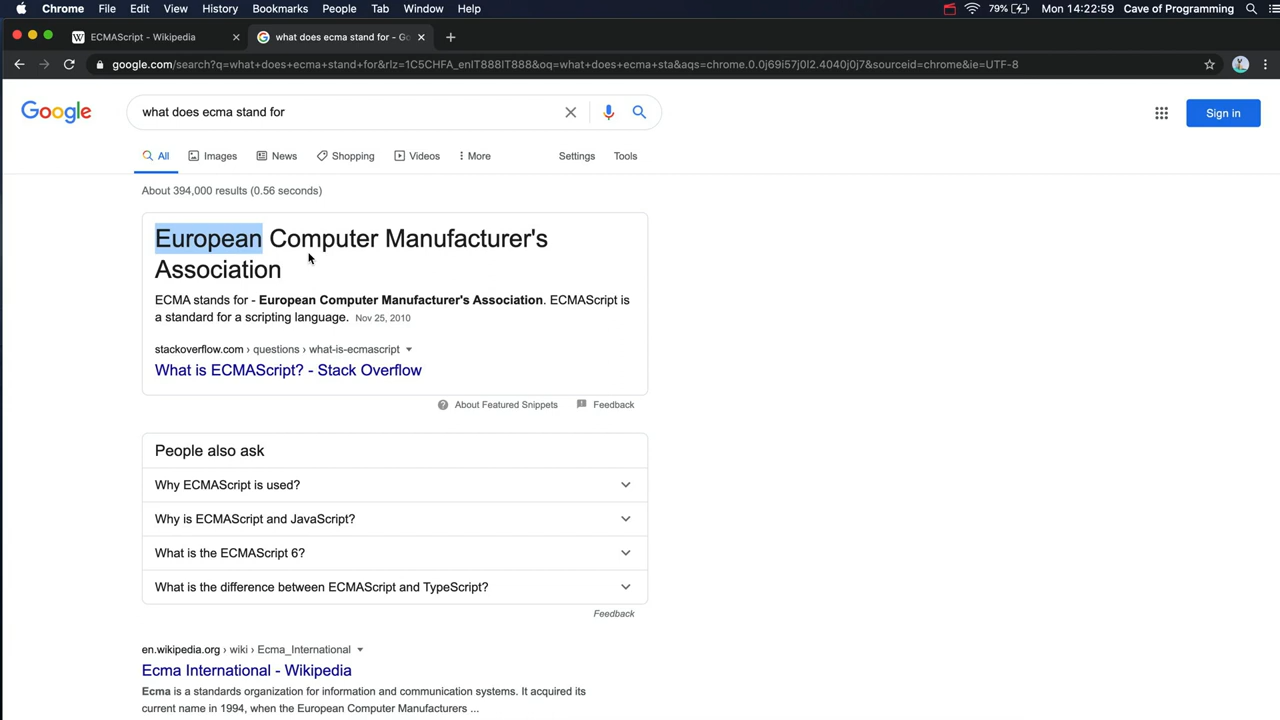 Chrome File Edit View History Bookmarks People Tab Window Help 79% Mon 14:22:59 Cave of Programming
W ECMAScript - Wikipedia × what does ecma stand for - Go × +
google.com/search?q=what+does+ecma+stand+for&rlz=1C5CHFA_enIT888IT888&oq=what+does+ecma+sta&aqs=chrome.0.0j69i57j0l2.4040j0j7&sourceid=chrome&ie=UTF-8
Google what does ecma stand for Sign in
All Images News Shopping Videos More Settings Tools
About 394,000 results (0.56 seconds)
European Computer Manufacturer's
Association
ECMA stands for - European Computer Manufacturer's Association. ECMAScript is
a standard for a scripting language. Nov 25, 2010
stackoverflow.com › questions › what-is-ecmascript
What is ECMAScript? - Stack Overflow
About Featured Snippets Feedback
People also ask
Why ECMAScript is used?
Why is ECMAScript and JavaScript?
What is the ECMAScript 6?
What is the difference between ECMAScript and TypeScript?
Feedback
en.wikipedia.org › wiki › Ecma_International
Ecma International - Wikipedia
Ecma is a standards organization for information and communication systems. It acquired its
current name in 1994, when the European Computer Manufacturers ...